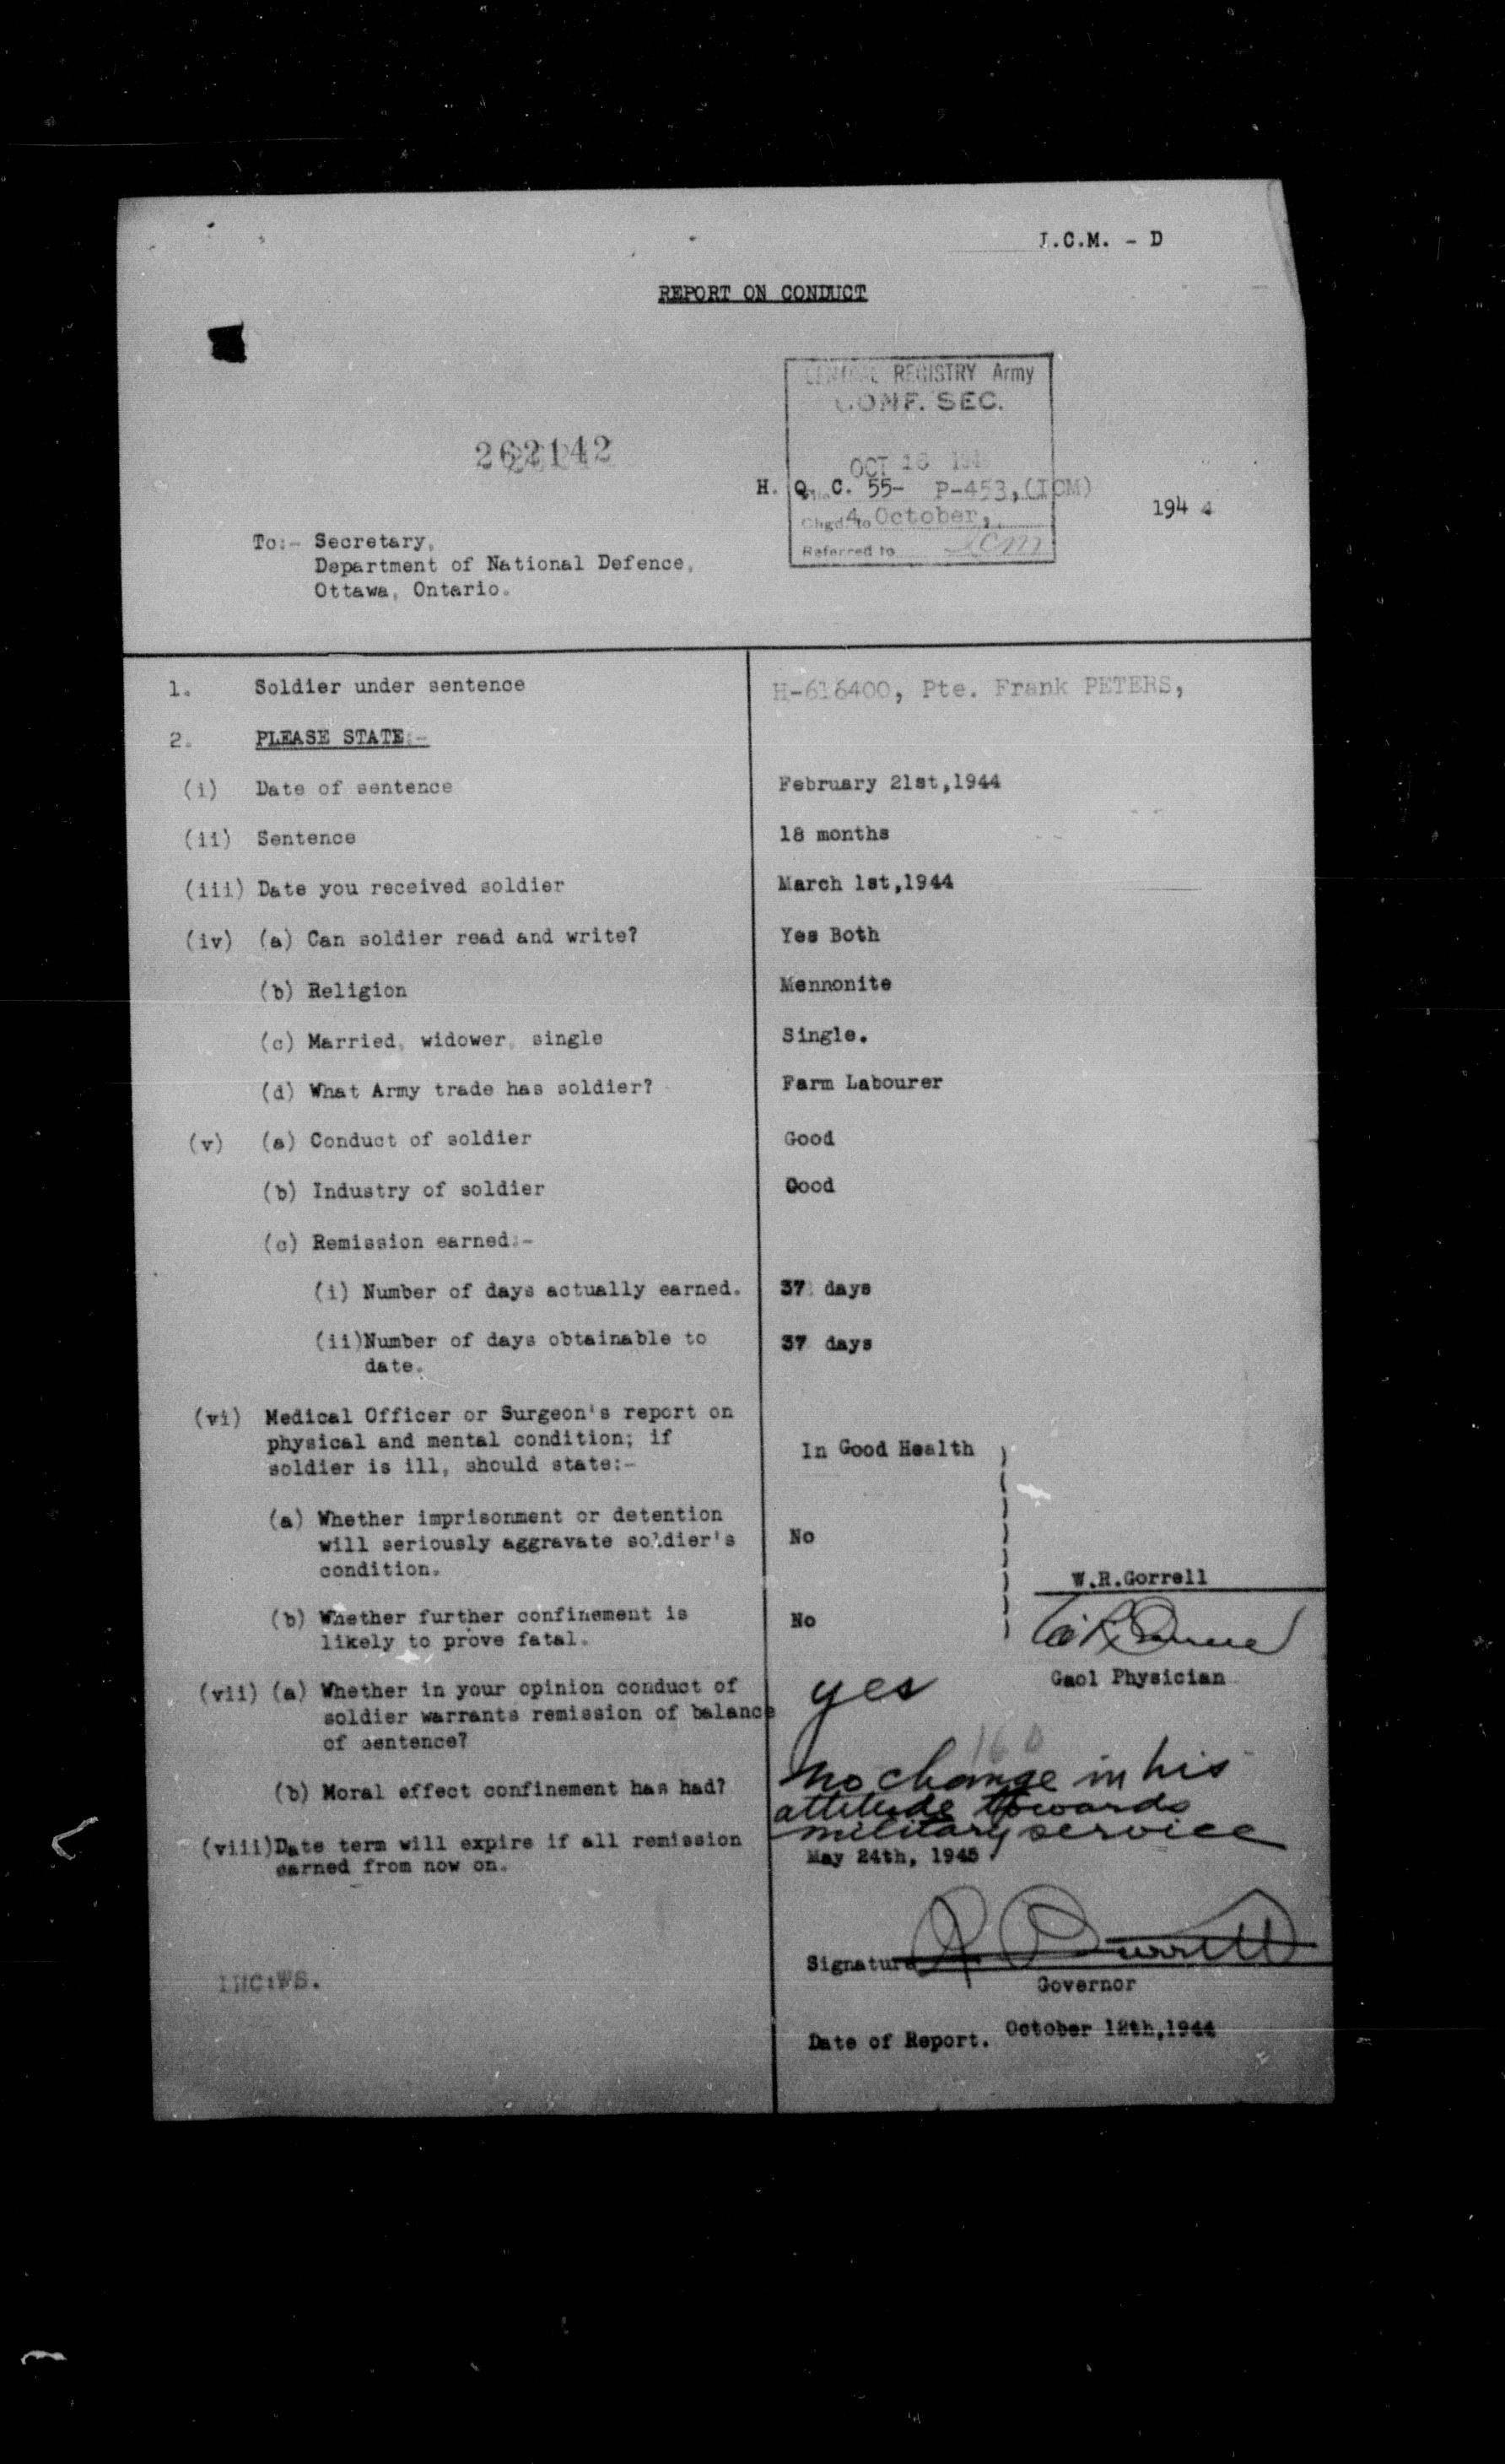 I.C.M. - D
REPORT ON CONDUCT
CENTRAL REGISTRY Army
CONF. SEC.
262142
OCT 16
H. Q. C. 55- P-453,(ICM)
Chgd. to 4 October, 1944
Referred to ICM
To:- Secretary,
Department of National Defence,
Ottawa, Ontario.
1. Soldier under sentence H-616400, Pte. Frank PETERS,
2. PLEASE STATE:-
(i) Date of sentence February 21st,1944
(ii) Sentence 18 months
(iii) Date you received soldier March 1st,1944
(iv) (a) Can soldier read and write? Yes Both
(b) Religion Mennonite
(c) Married, widower, single Single.
(d) What Army trade has soldier? Farm Labourer
(v) (a) Conduct of soldier Good
(b) Industry of soldier Good
(c) Remission earned:-
(i) Number of days actually earned. 37 days
(ii)Number of days obtainable to 37 days
date.
(vi) Medical Officer or Surgeon's report on
physical and mental condition; if In Good Health
soldier is ill, should state:-
(a) Whether imprisonment or detention
will seriously aggravate soldier's No
condition.
W.R.Gorrell
(b) Whether further confinement is No
likely to prove fatal.
Gaol Physician
(vii) (a) Whether in your opinion conduct of yes
soldier warrants remission of balance
of sentence?
(b) Moral effect confinement has had? no change in his
attitude towards
military service
(viii)Date term will expire if all remission May 24th, 1945
earned from now on.
Signature
Governor
Date of Report. October 12th,1944